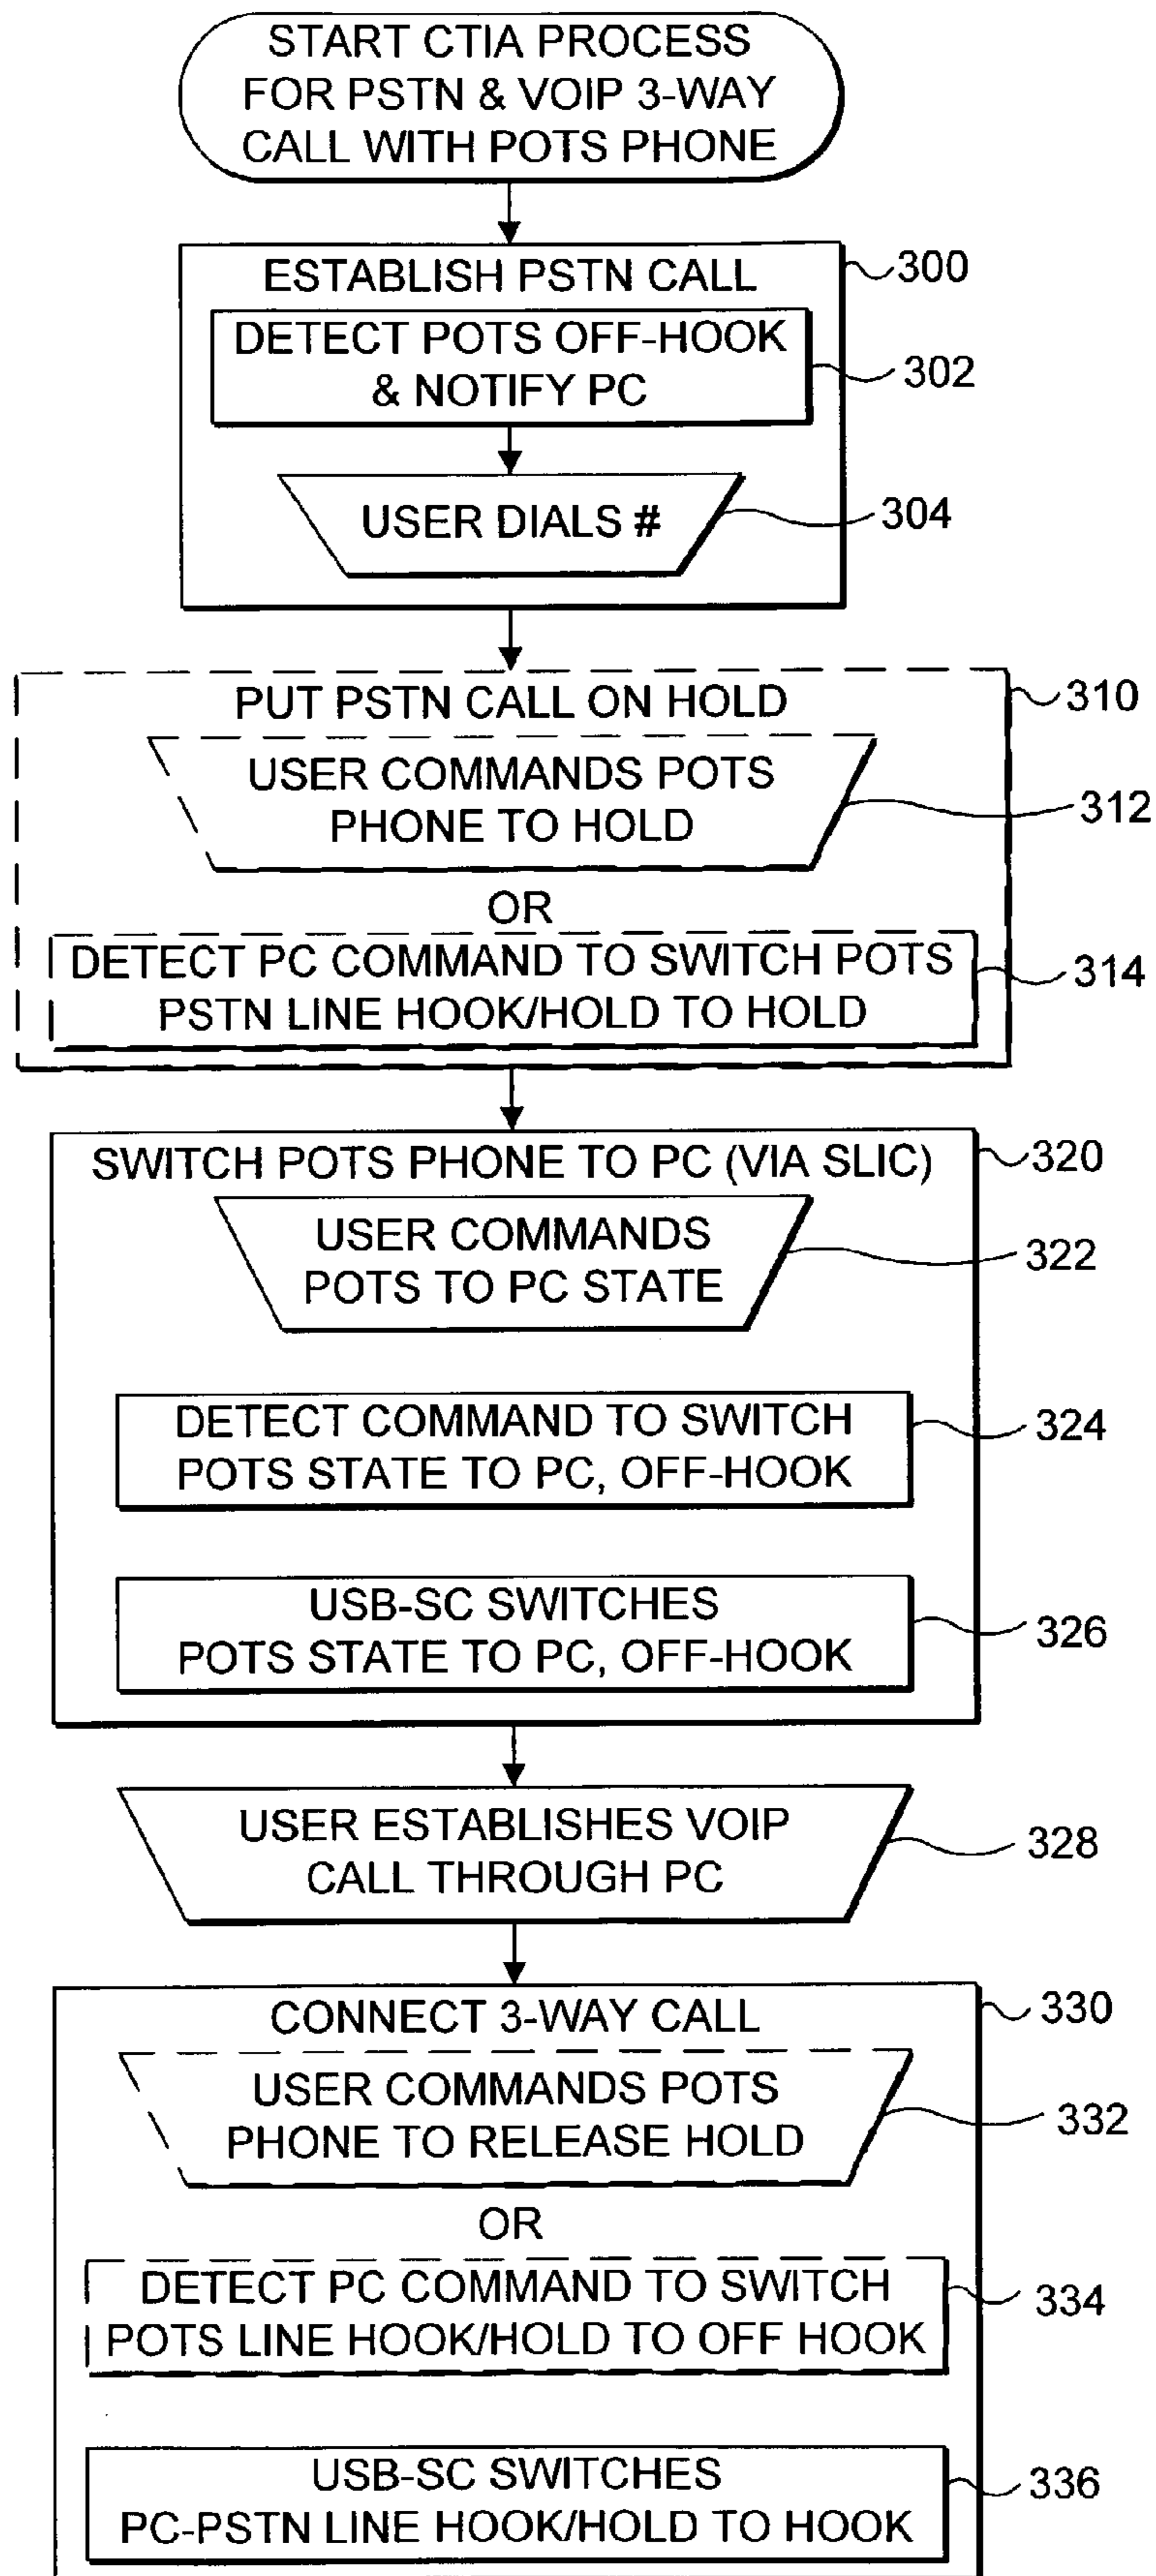 START CTIA PROCESS
FOR PSTN & VOIP 3-WAY
CALL WITH POTS PHONE
ESTABLISH PSTN CALL
300
DETECT POTS OFF-HOOK
& NOTIFY PC
302
USER DIALS #
304
PUT PSTN CALL ON HOLD
310
USER COMMANDS POTS
PHONE TO HOLD
312
OR
DETECT PC COMMAND TO SWITCH POTS
PSTN LINE HOOK/HOLD TO HOLD
314
SWITCH POTS PHONE TO PC (VIA SLIC)
320
USER COMMANDS
POTS TO PC STATE
322
DETECT COMMAND TO SWITCH
POTS STATE TO PC, OFF-HOOK
324
USB-SC SWITCHES
POTS STATE TO PC, OFF-HOOK
326
USER ESTABLISHES VOIP
CALL THROUGH PC
328
CONNECT 3-WAY CALL
330
USER COMMANDS POTS
PHONE TO RELEASE HOLD
332
OR
DETECT PC COMMAND TO SWITCH
POTS LINE HOOK/HOLD TO OFF HOOK
334
USB-SC SWITCHES
PC-PSTN LINE HOOK/HOLD TO HOOK
336